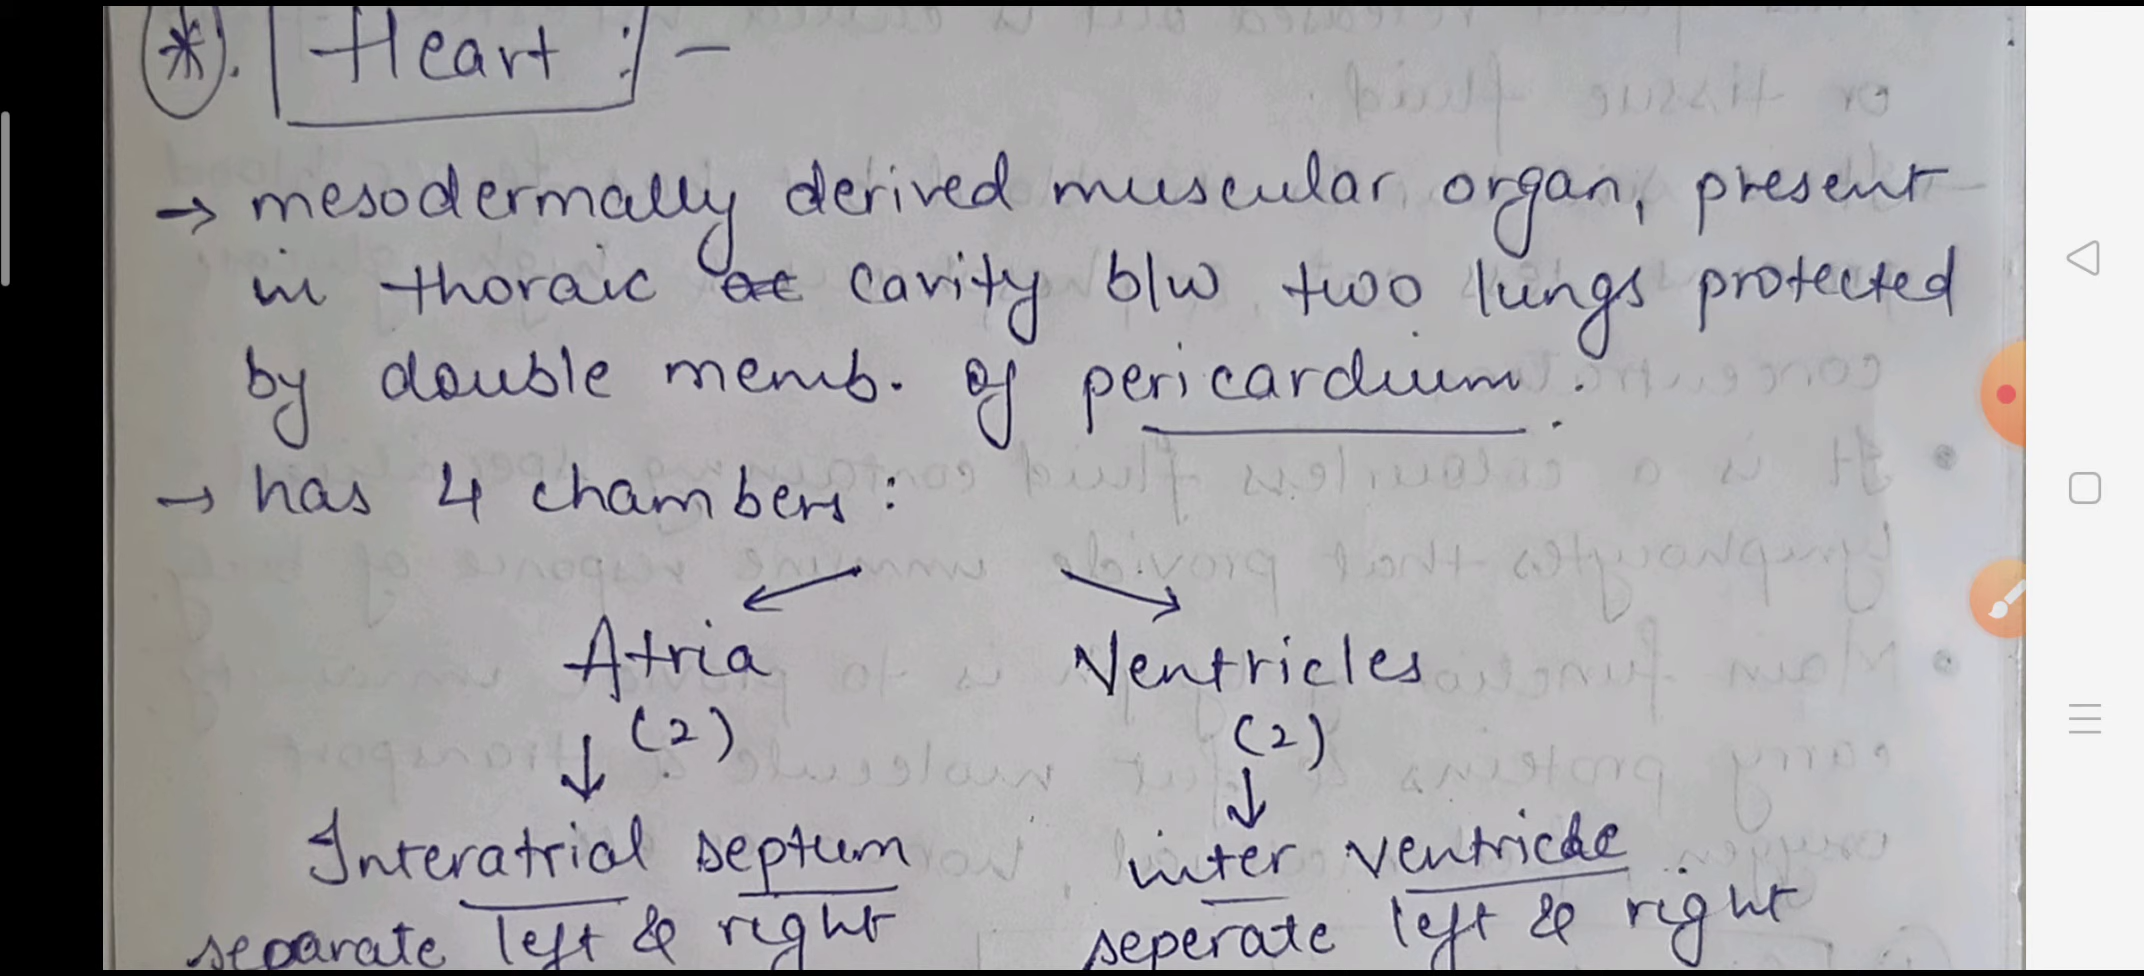 (*). Heart :-
→ mesodermally derived muscular organ, present
in thoraic cavity b/w two lungs protected
by double memb. of pericardium.
→ has 4 chambers :
Atria Ventricles
(2) (2)
Interatrial septum inter ventricle
separate left & right seperate left & right